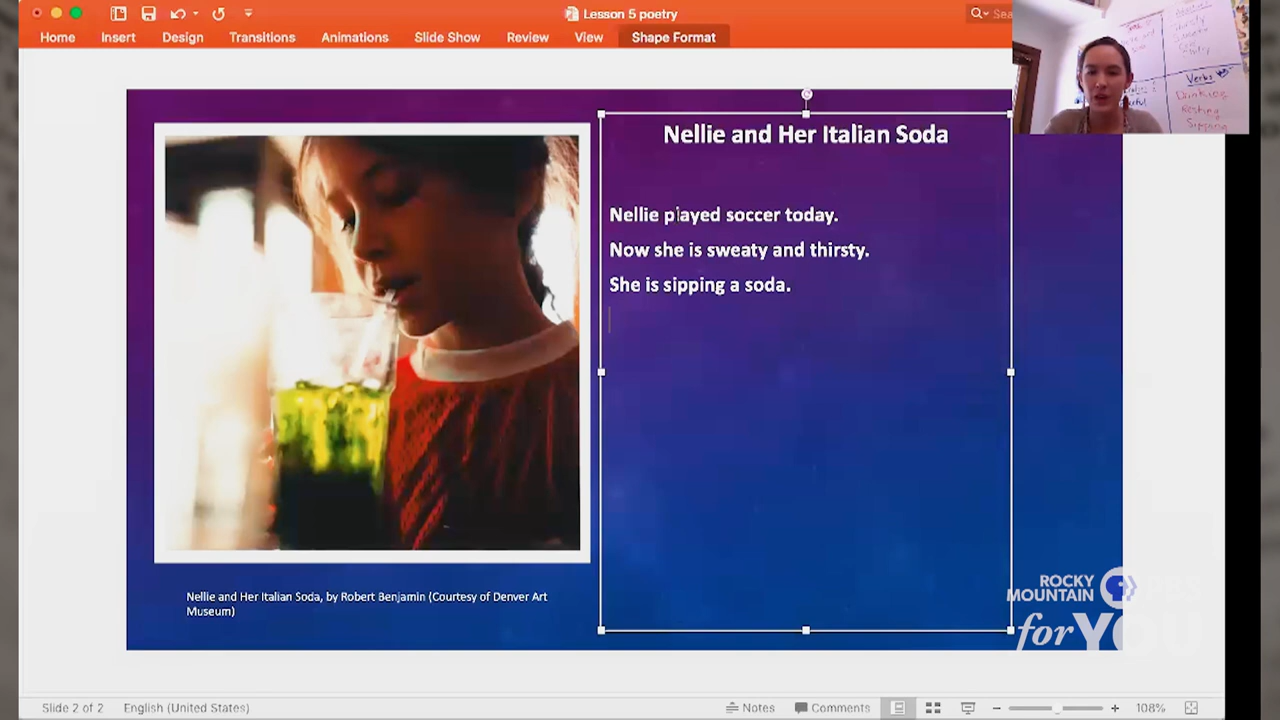 Lesson 5 poetry
Home Insert Design Transitions Animations Slide Show Review View Shape Format
Verbs
Drinking
Resting
Sipping
Nellie and Her Italian Soda
Nellie played soccer today.
Now she is sweaty and thirsty.
She is sipping a soda.
Nellie and Her Italian Soda, by Robert Benjamin (Courtesy of Denver Art
Museum)
ROCKY
MOUNTAIN PBS
for YOU
Slide 2 of 2 English (United States) Notes Comments 108%